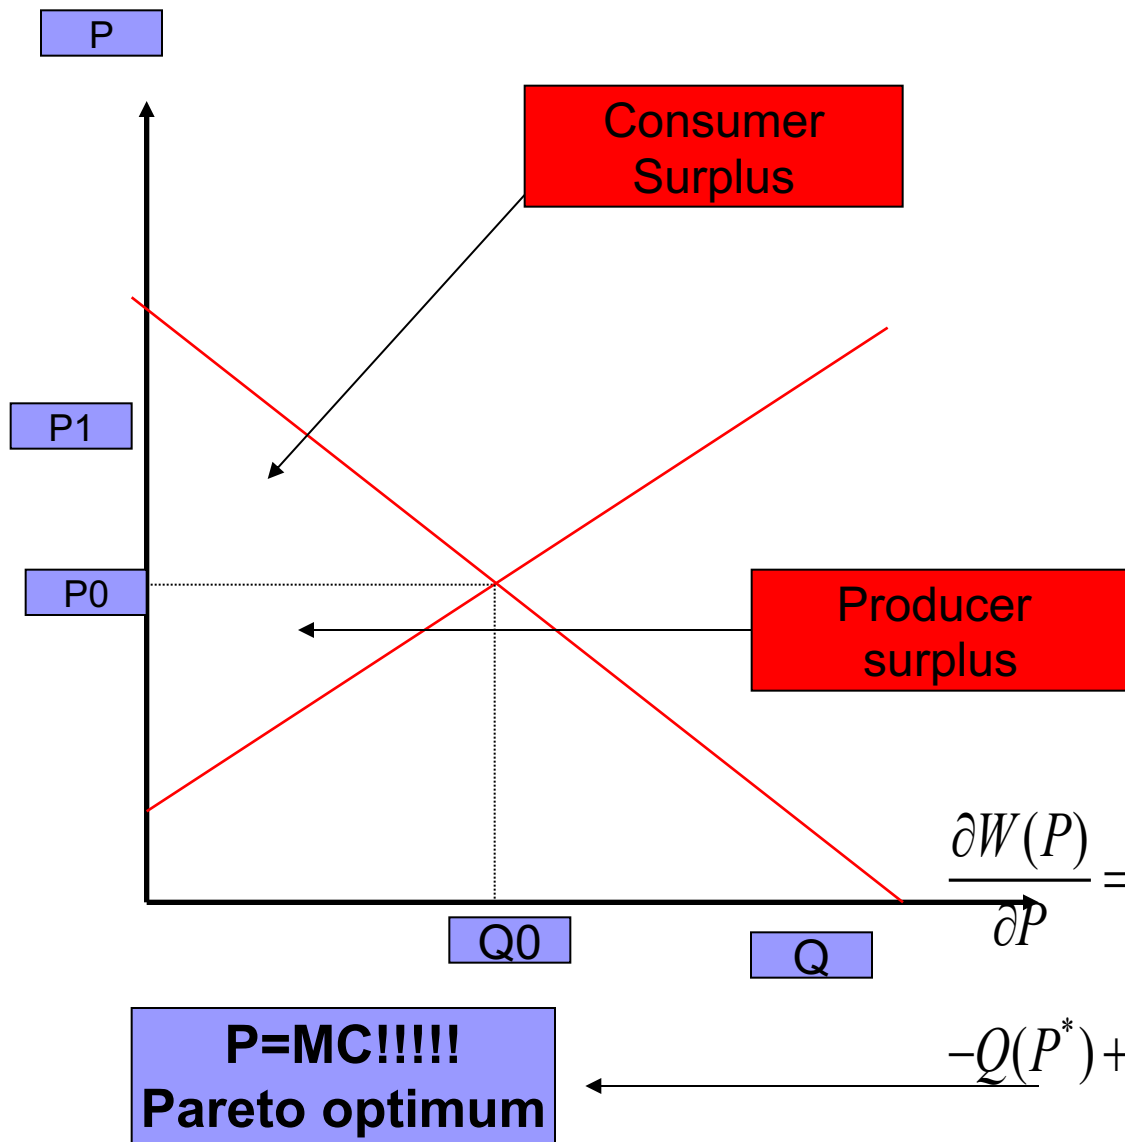 P
Consumer
Surplus
P1
P0
Producer
surplus
∂W(P)
∂P
=
Q0
Q
P=MC!!!!!
Pareto optimum
−Q(P*)+